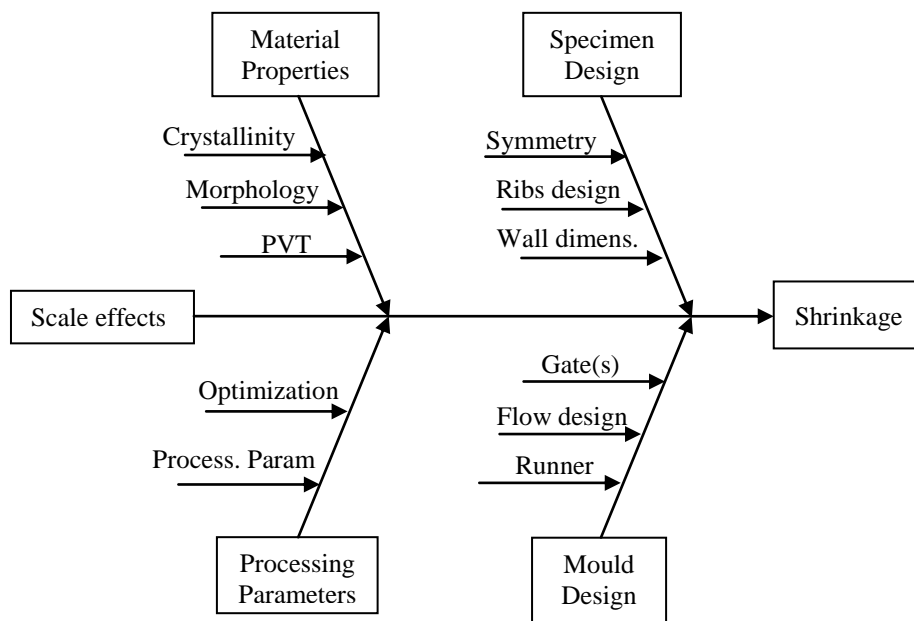 Material
Properties
Specimen
Design
Crystallinity
Morphology
PVT
Symmetry
Ribs design
Wall dimens.
Scale effects
Shrinkage
Optimization
Process. Param
Gate(s)
Flow design
Runner
Processing
Parameters
Mould
Design